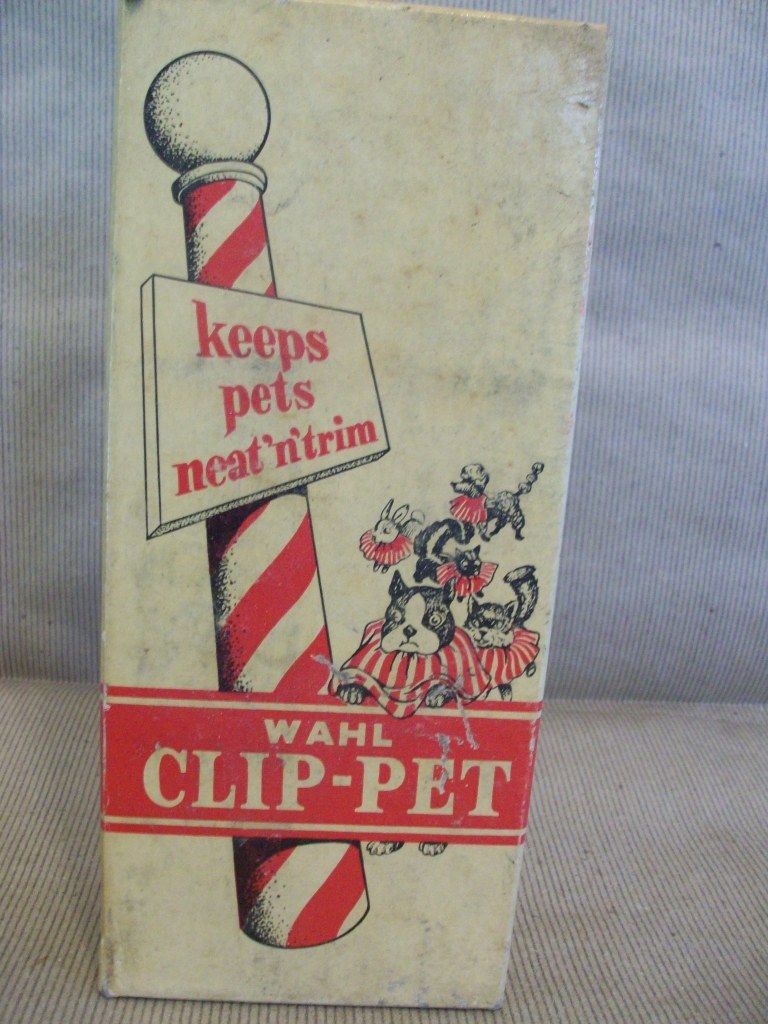 keeps
pets
neat'n'trim
WAHL
CLIP-PET